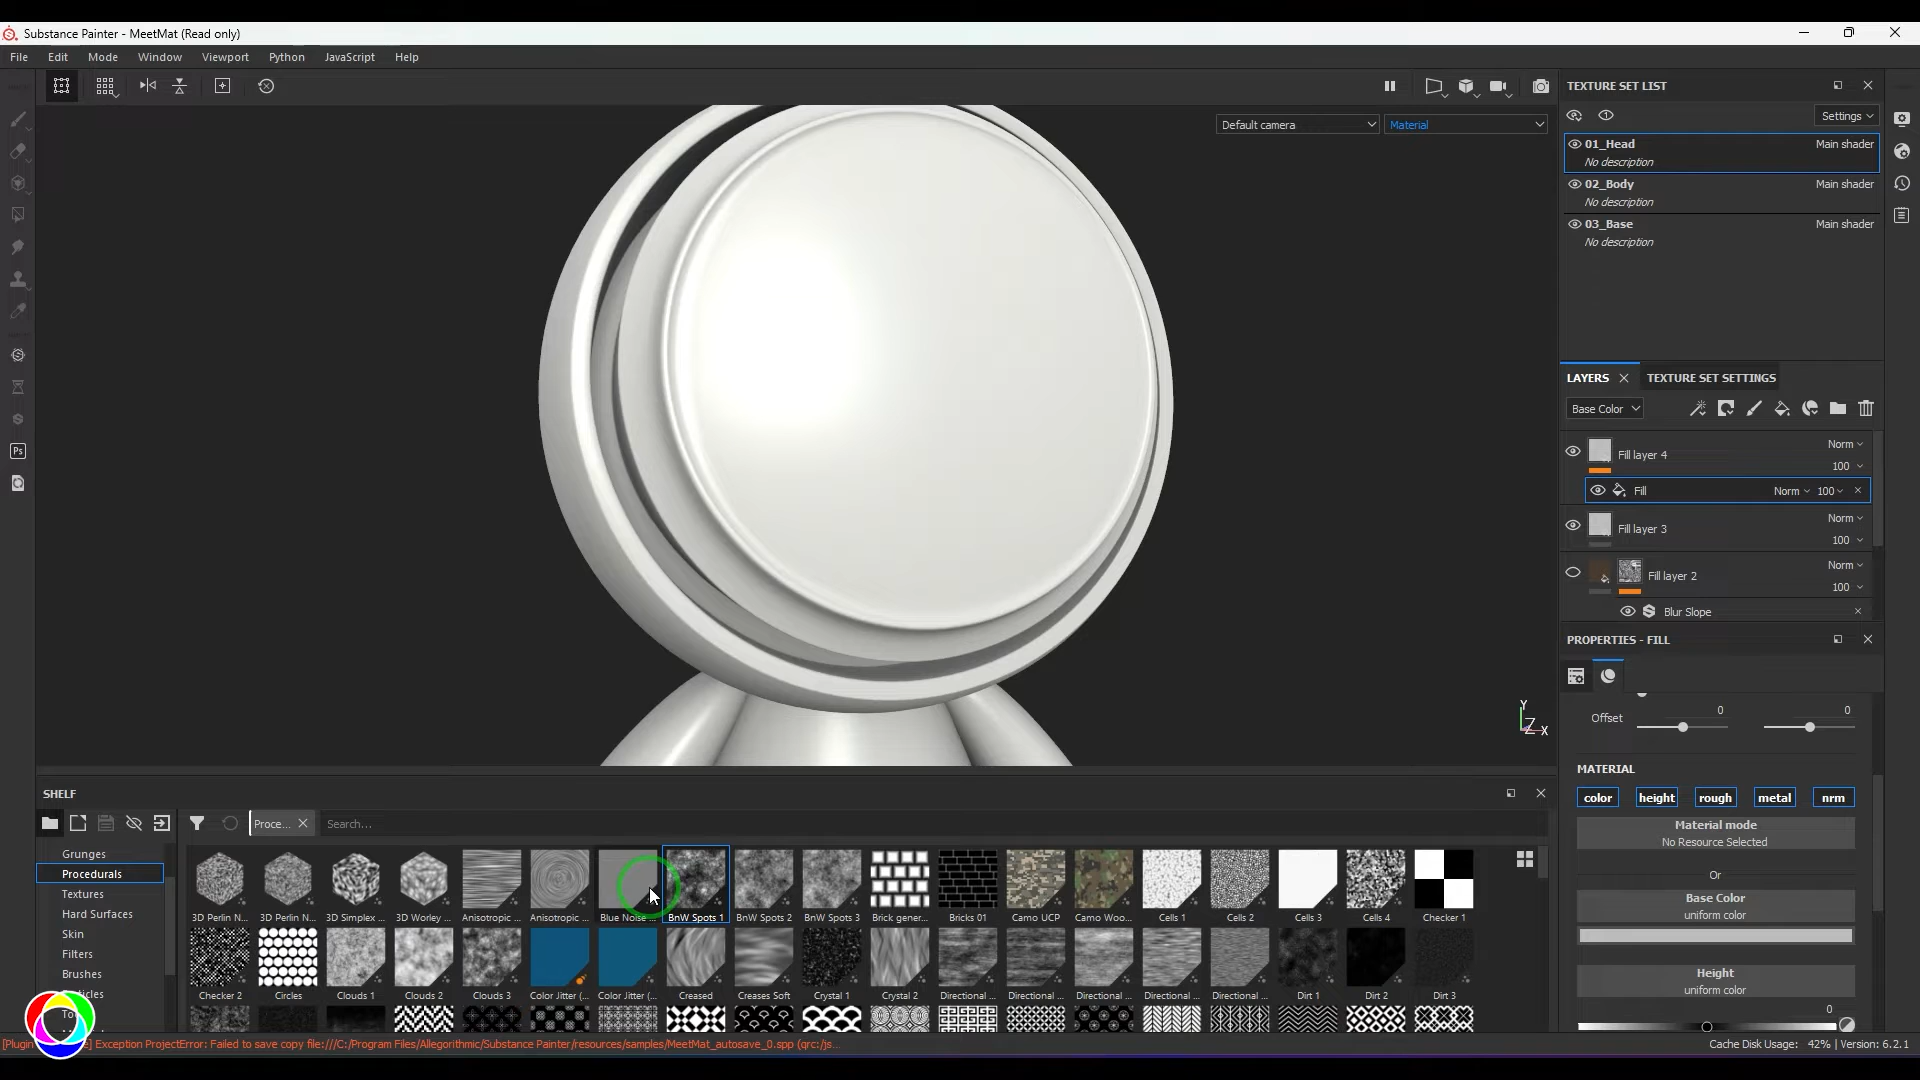 Substance Painter - MeetMat (Read only)
File Edit Mode Window Viewport Python JavaScript Help
Default camera Material
TEXTURE SET LIST
Settings
01_Head Main shader
No description
02_Body Main shader
No description
03_Base Main shader
No description
LAYERS TEXTURE SET SETTINGS
Base Color
Ps
Norm
Fill layer 4
100
Fill Norm 100
Norm
Fill layer 3
100
Norm
Fill layer 2
100
Blur Slope
PROPERTIES - FILL
0 0
Offset
MATERIAL
color height rough metal nrm
Material mode
No Resource Selected
Or
Base Color
uniform color
Height
uniform color
0
Y
Z X
SHELF
Proce... Search...
Grunges
Procedurals
Textures
Hard Surfaces
Skin
Filters
Brushes
3D Perlin N... 3D Perlin N... 3D Simplex ... 3D Worley ... Anisotropic ... Anisotropic ... Blue Noise ... BnW Spots 1 BnW Spots 2 BnW Spots 3 Brick gener... Bricks 01 Camo UCP Camo Woo... Cells 1 Cells 2 Cells 3 Cells 4 Checker 1
Checker 2 Circles Clouds 1 Clouds 2 Clouds 3 Color Jitter (... Color Jitter (... Creased Creases Soft Crystal 1 Crystal 2 Directional ... Directional ... Directional ... Directional ... Directional ... Dirt 1 Dirt 2 Dirt 3
[Plugin Exception ProjectError: Failed to save copy file:///C:/Program Files/Allegorithmic/Substance Painter/resources/samples/MeetMat_autosave_0.spp (qrc:/js...
Cache Disk Usage: 42% | Version: 6.2.1